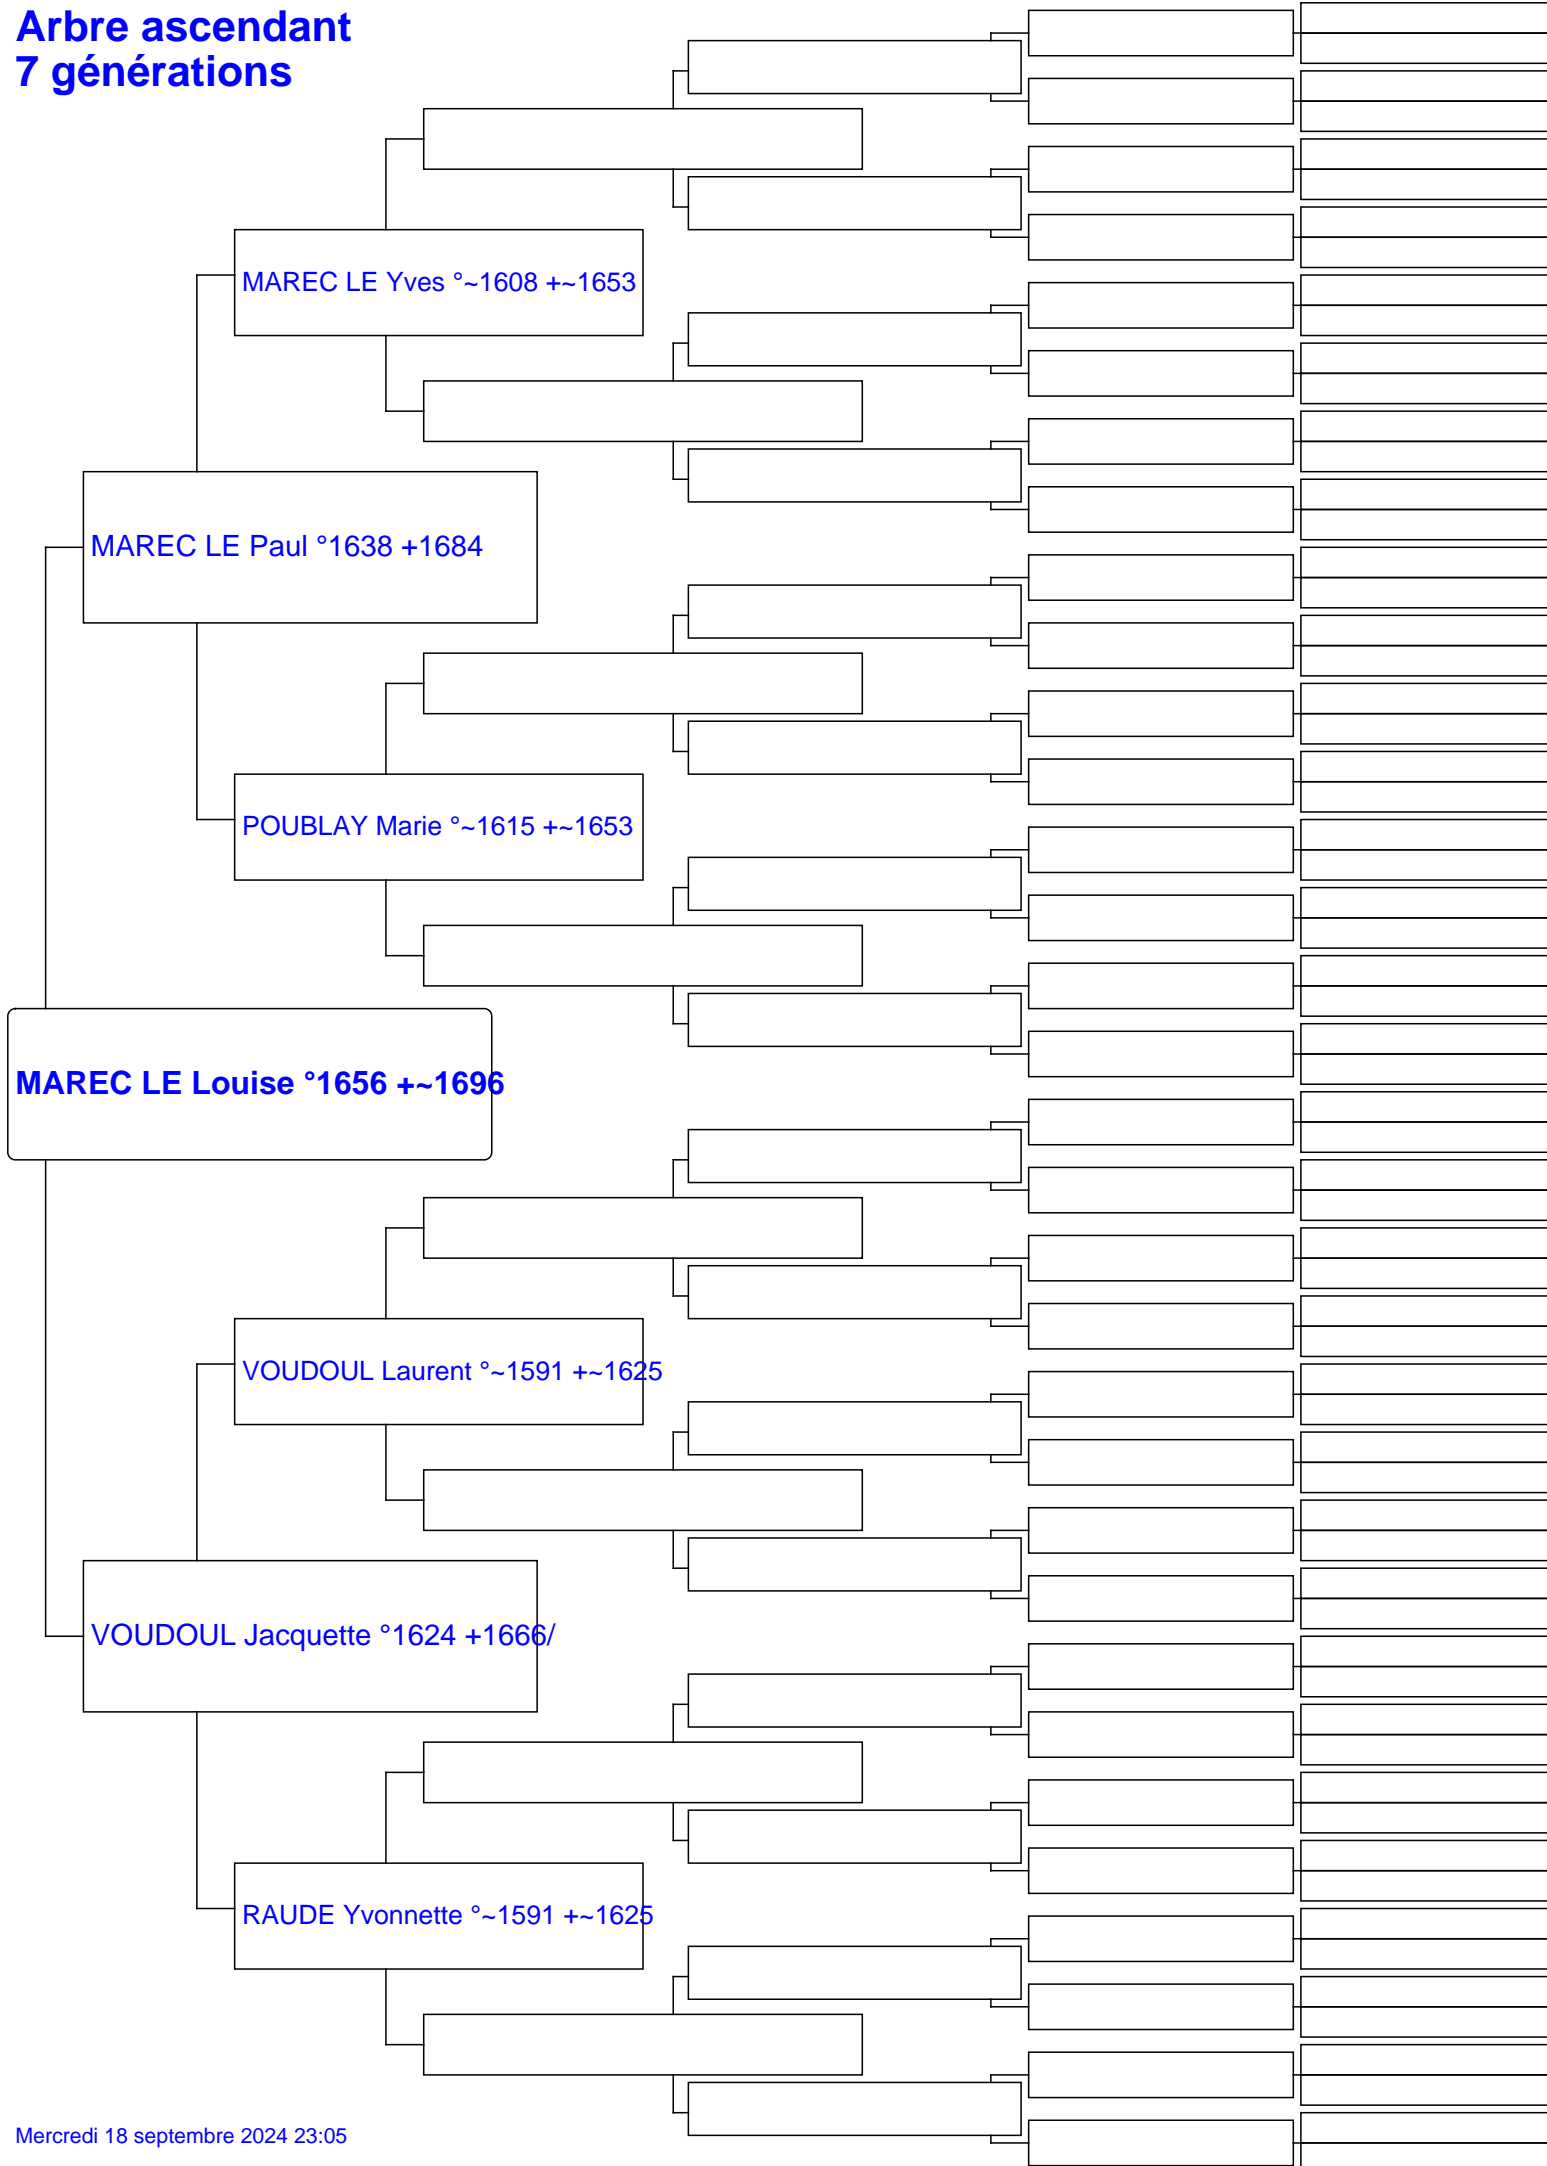 Arbre ascendant
7 générations
MAREC LE Yves °~1608 +~1653
MAREC LE Paul °1638 +1684
POUBLAY Marie °~1615 +~1653
MAREC LE Louise °1656 +~1696
VOUDOUL Laurent °~1591 +~1625
VOUDOUL Jacquette °1624 +1666/
RAUDE Yvonnette °~1591 +~1625
Mercredi 18 septembre 2024 23:05